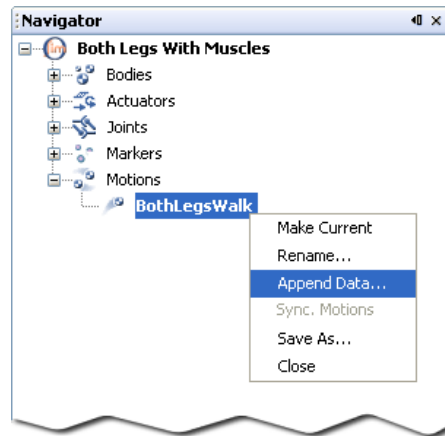 Navigator
Both Legs With Muscles
Bodies
Actuators
Joints
Markers
Motions
BothLegsWalk
Make Current
Rename...
Append Data...
Sync. Motions
Save As...
Close